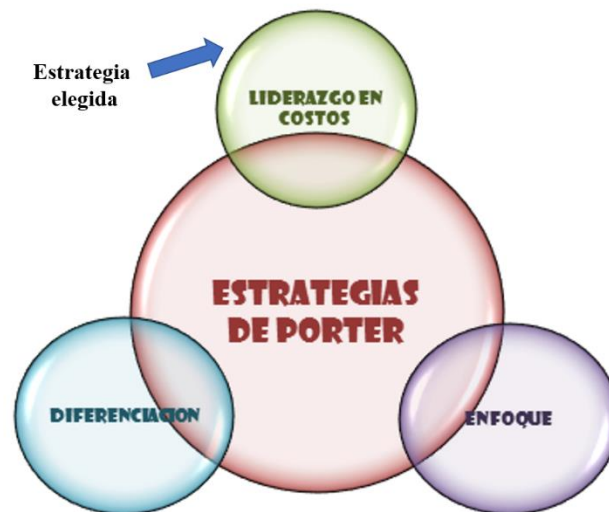 Estrategia
elegida
LIDERAZGO EN
COSTOS
ESTRATEGIAS
DE PORTER
DIFERENCIACION
ENFOQUE